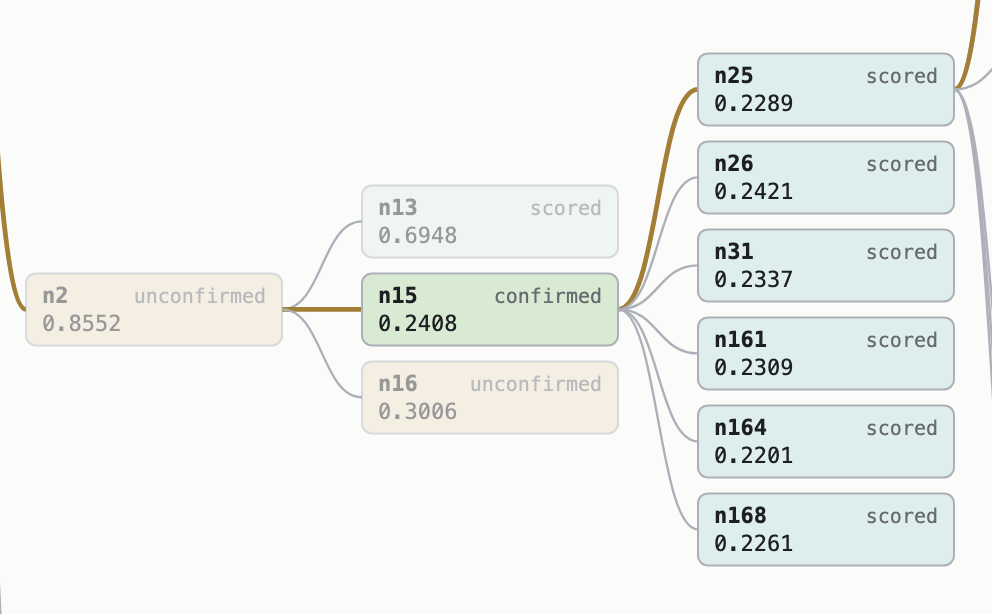 n2 unconfirmed
0.8552
n13 scored
0.6948
n15 confirmed
0.2408
n16 unconfirmed
0.3006
n25 scored
0.2289
n26 scored
0.2421
n31 scored
0.2337
n161 scored
0.2309
n164 scored
0.2201
n168 scored
0.2261